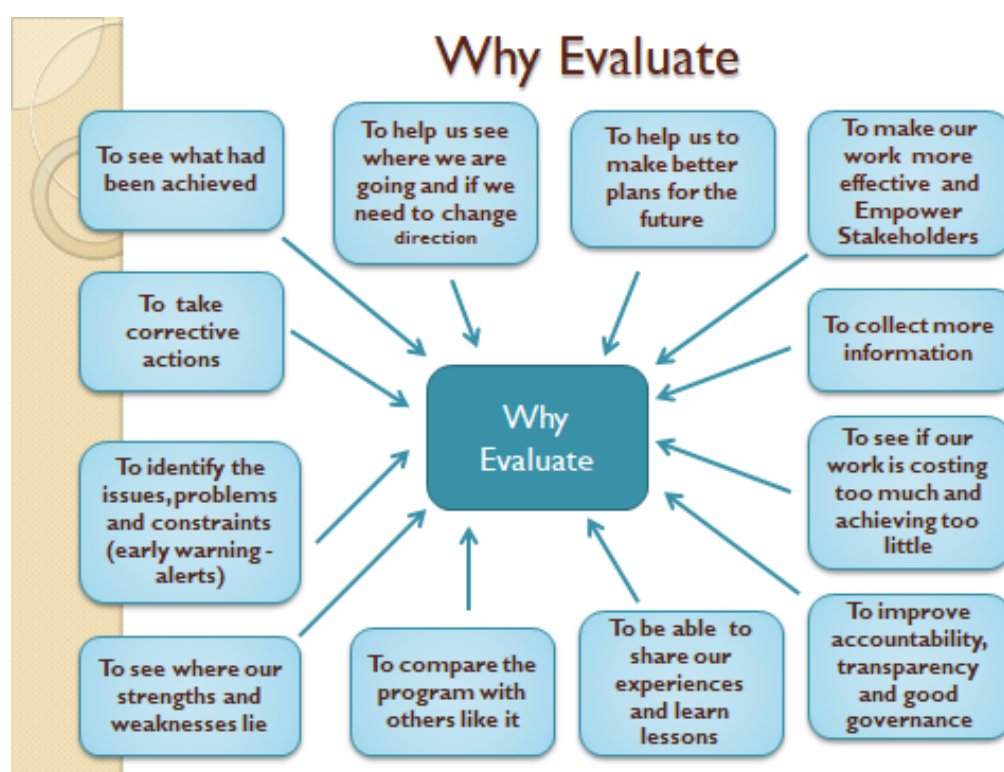 Why Evaluate
To see what had
been achieved
To help us see
where we are
going and if we
need to change
direction
To help us to
make better
plans for the
future
To make our
work more
effective and
Empower
Stakeholders
To take
corrective
actions
To collect more
information
Why
Evaluate
To identify the
issues, problems
and constraints
(early warning -
alerts)
To see if our
work is costing
too much and
achieving too
little
To see where our
strengths and
weaknesses lie
To compare the
program with
others like it
To be able to
share our
experiences
and learn
lessons
To improve
accountability,
transparency
and good
governance